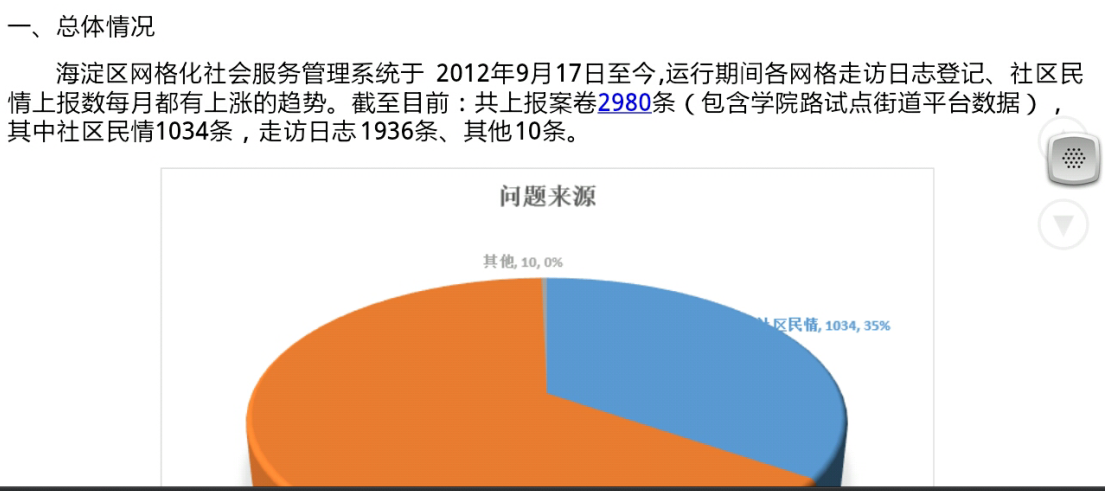 一、总体情况
海淀区网格化社会服务管理系统于 2012年9月17日至今,运行期间各网格走访日志登记、社区民
情上报数每月都有上涨的趋势。截至目前：共上报案卷2980条（包含学院路试点街道平台数据），
其中社区民情1034条，走访日志1936条、其他10条。
问题来源
其他, 10, 0%
社区民情, 1034, 35%